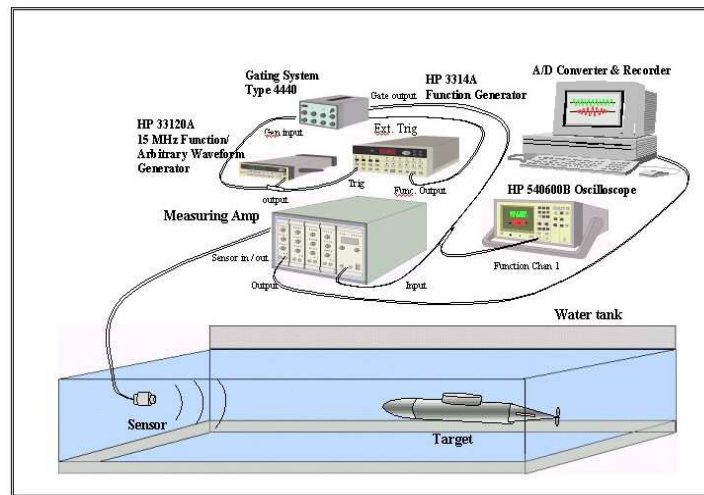 Gating System
Type 4440
Gate output
HP 3314A
Function Generator
A/D Converter & Recorder
HP 33120A
15 MHz Function/
Arbitrary Waveform
Generator
Gen input
Ext. Trig
output
Trig
Func. Output
HP 540600B Oscilloscope
Measuring Amp
Sensor in / out
Output
Input
Function Chan 1
Water tank
Sensor
Target